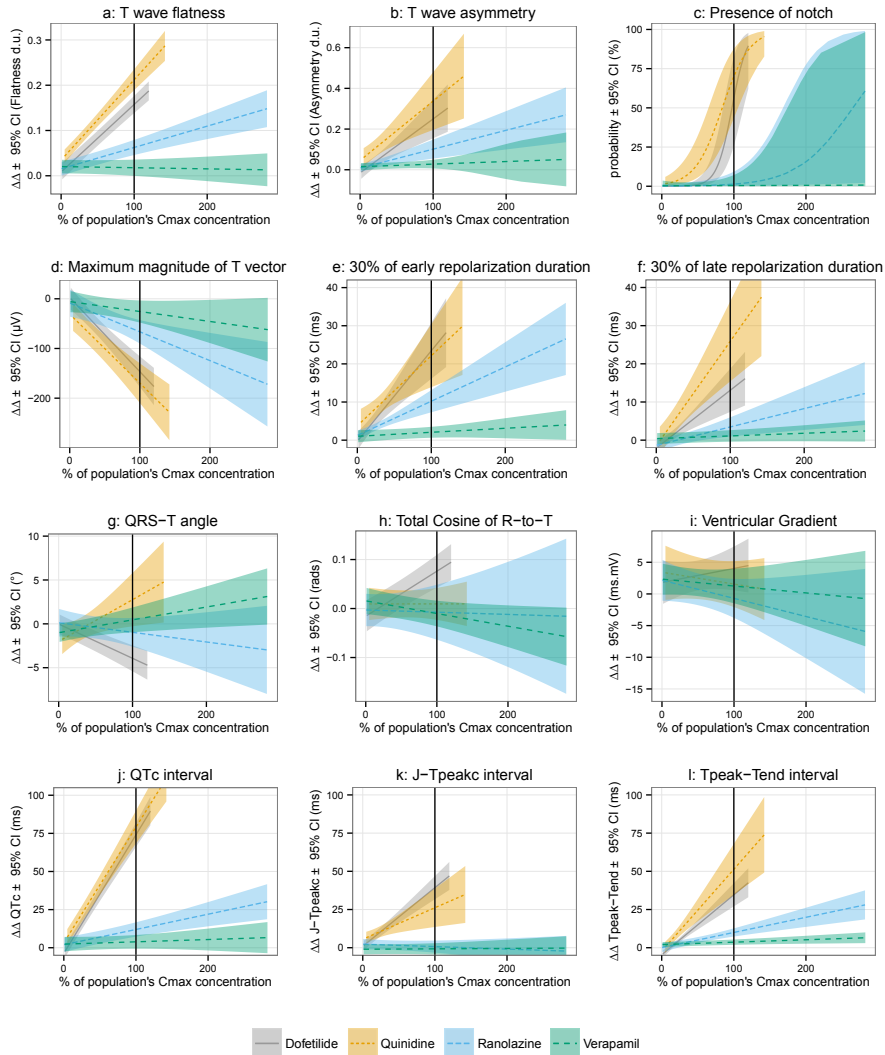 a: T wave flatness
ΔΔ ± 95% CI (Flatness d.u.)
0.3
0.2
0.1
0.0
0
100
200
% of population's Cmax concentration
b: T wave asymmetry
ΔΔ ± 95% CI (Asymmetry d.u.)
0.6
0.4
0.2
0.0
0
100
200
% of population's Cmax concentration
c: Presence of notch
probability ± 95% CI (%)
100
75
50
25
0
0
100
200
% of population's Cmax concentration
d: Maximum magnitude of T vector
ΔΔ ± 95% CI (µV)
0
−100
−200
0
100
200
% of population's Cmax concentration
e: 30% of early repolarization duration
ΔΔ ± 95% CI (ms)
40
30
20
10
0
0
100
200
% of population's Cmax concentration
f: 30% of late repolarization duration
ΔΔ ± 95% CI (ms)
40
30
20
10
0
0
100
200
% of population's Cmax concentration
g: QRS−T angle
ΔΔ ± 95% CI (°)
10
5
0
−5
0
100
200
% of population's Cmax concentration
h: Total Cosine of R−to−T
ΔΔ ± 95% CI (rads)
0.1
0.0
−0.1
0
100
200
% of population's Cmax concentration
i: Ventricular Gradient
ΔΔ ± 95% CI (ms.mV)
5
0
−5
−10
−15
0
100
200
% of population's Cmax concentration
j: QTc interval
ΔΔ QTc ± 95% CI (ms)
100
75
50
25
0
0
100
200
% of population's Cmax concentration
k: J−Tpeakc interval
ΔΔ J−Tpeakc ± 95% CI (ms)
100
75
50
25
0
0
100
200
% of population's Cmax concentration
l: Tpeak−Tend interval
ΔΔ Tpeak−Tend ± 95% CI (ms)
100
75
50
25
0
0
100
200
% of population's Cmax concentration
Dofetilide Quinidine Ranolazine Verapamil